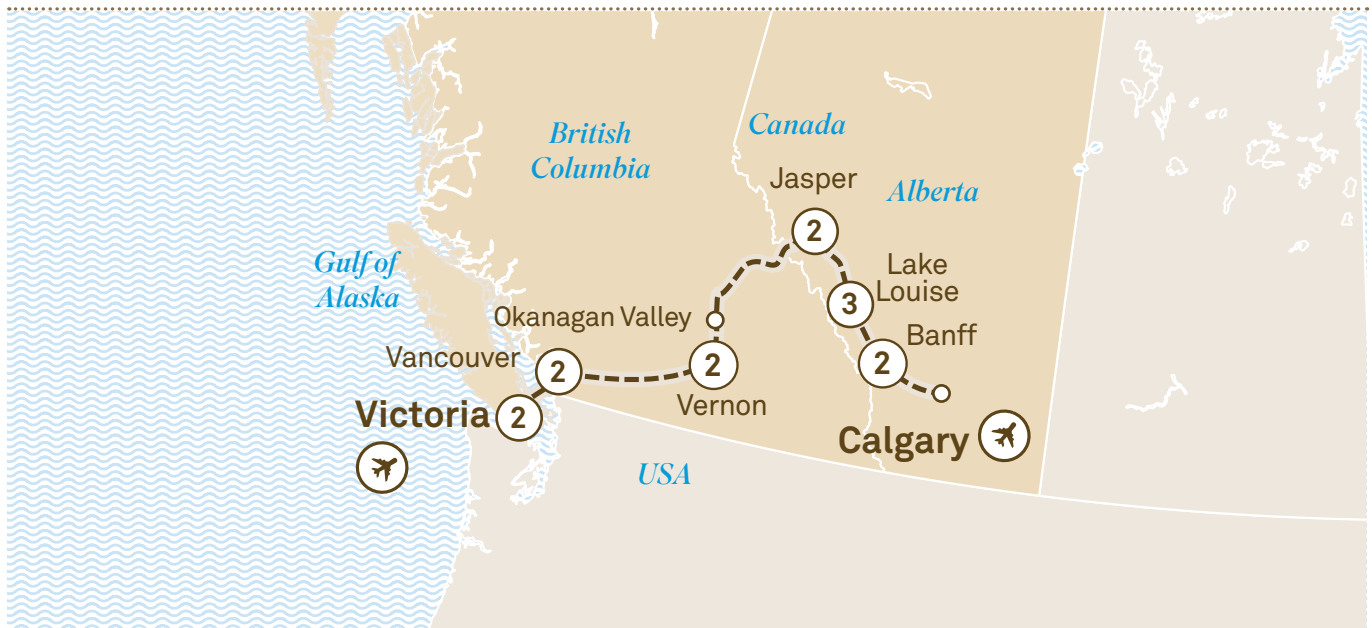 British
Columbia
Canada
Jasper
Alberta
2
Gulf of
Alaska
Lake
Louise
3
Okanagan Valley
Banff
Vancouver
2
2
2
Vernon
Victoria
2
Calgary
USA